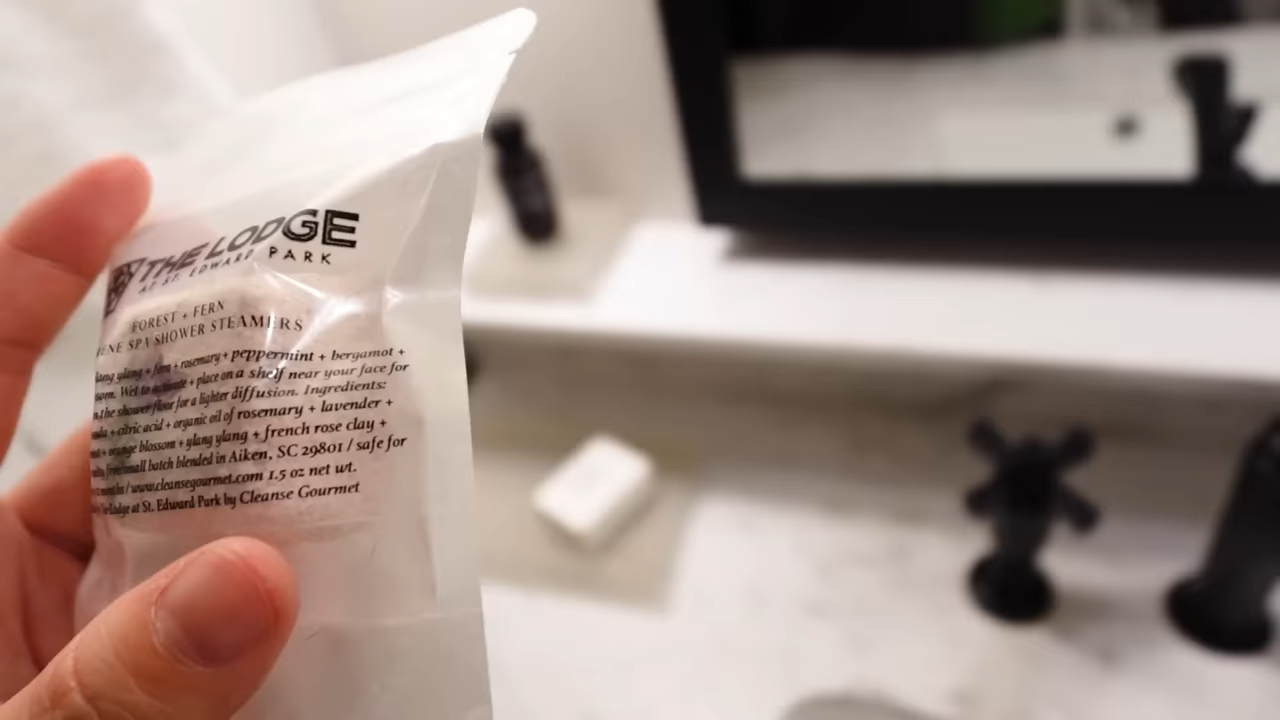 THE LODGE
AT ST. EDWARD PARK
FOREST + FERN
SPA SHOWER STEAMERS
ylang + fern + rosemary + peppermint + bergamot +
Wet to activate + place on a shelf near your face for
the shower floor for a lighter diffusion. Ingredients:
+ citric acid + organic oil of rosemary + lavender +
+ orange blossom + ylang ylang + french rose clay +
small batch blended in Aiken, SC 29801 / safe for
/ www.cleansegourmet.com 1.5 oz net wt.
Lodge at St. Edward Park by Cleanse Gourmet